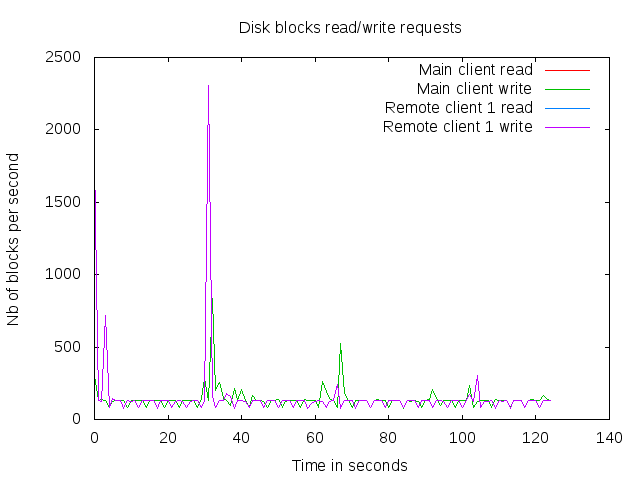 Disk blocks read/write requests
2500
2000
1500
1000
500
0
Nb of blocks per second
Main client read
Main client write
Remote client 1 read
Remote client 1 write
0 20 40 60 80 100 120 140
Time in seconds